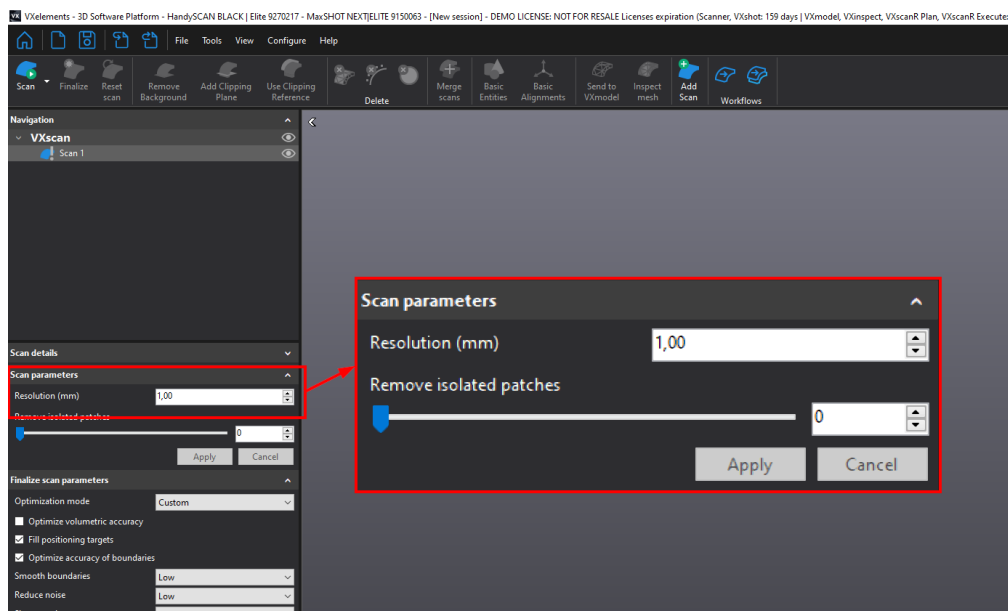 VXelements - 3D Software Platform - HandySCAN BLACK | Elite 9270217 - MaxSHOT NEXT|ELITE 9150063 - [New session] - DEMO LICENSE: NOT FOR RESALE Licenses expiration (Scanner, VXshot: 159 days | VXmodel, VXinspect, VXscanR Plan, VXscanR Execute
File Tools View Configure Help
Scan
Finalize
Reset scan
Remove Background
Add Clipping Plane
Use Clipping Reference
Delete
Merge scans
Basic Entities
Basic Alignments
Send to VXmodel
Inspect mesh
Add Scan
Workflows
Navigation
VXscan
Scan 1
Scan details
Scan parameters
Resolution (mm) 1,00
Remove isolated patches
0
Apply Cancel
Finalize scan parameters
Optimization mode Custom
Optimize volumetric accuracy
Fill positioning targets
Optimize accuracy of boundaries
Smooth boundaries Low
Reduce noise Low
Scan parameters
Resolution (mm) 1,00
Remove isolated patches
0
Apply Cancel